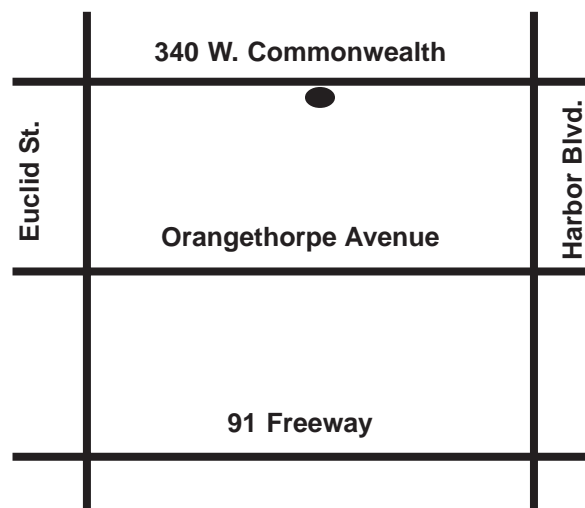 340 W. Commonwealth
Euclid St.
Harbor Blvd.
Orangethorpe Avenue
91 Freeway